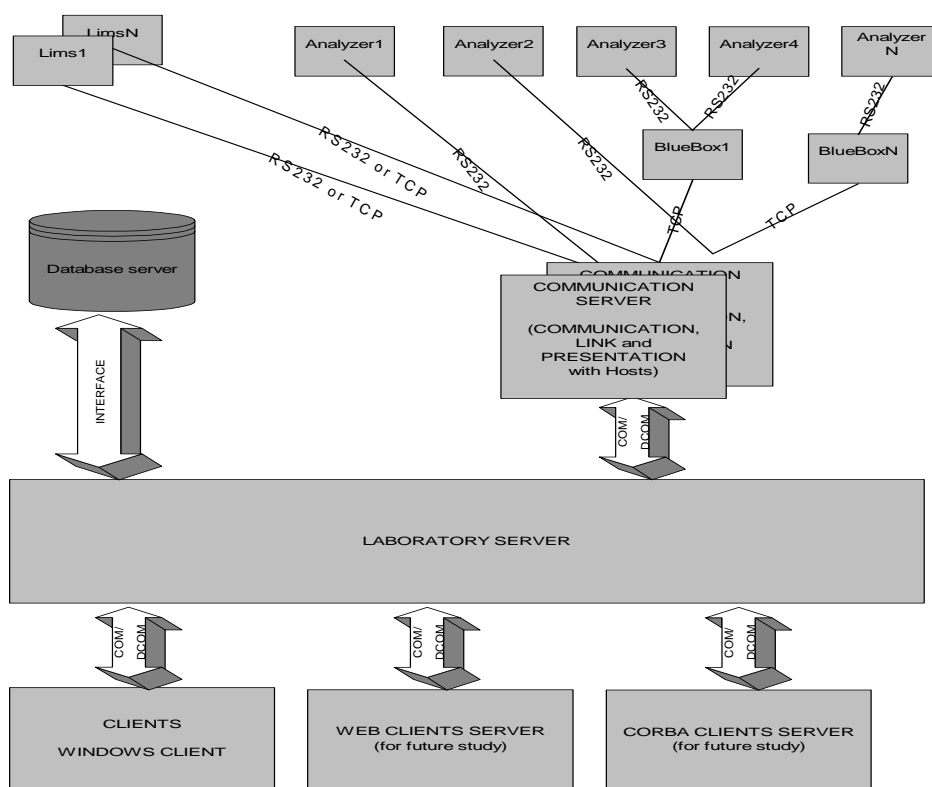 LimsN
Lims1
Analyzer1
Analyzer2
Analyzer3
Analyzer4
Analyzer
N
RS232
RS232
RS232
BlueBox1
BlueBoxN
RS232 or TCP
RS232 or TCP
RS232
RS232
TCP
TCP
Database server
COMMUNICATION
COMMUNICATION
SERVER
(COMMUNICATION,
LINK and
PRESENTATION
with Hosts)
INTERFACE
COM/
DCOM
LABORATORY SERVER
COM/
DCOM
COM/
DCOM
COM/
DCOM
CLIENTS
WINDOWS CLIENT
WEB CLIENTS SERVER
(for future study)
CORBA CLIENTS SERVER
(for future study)